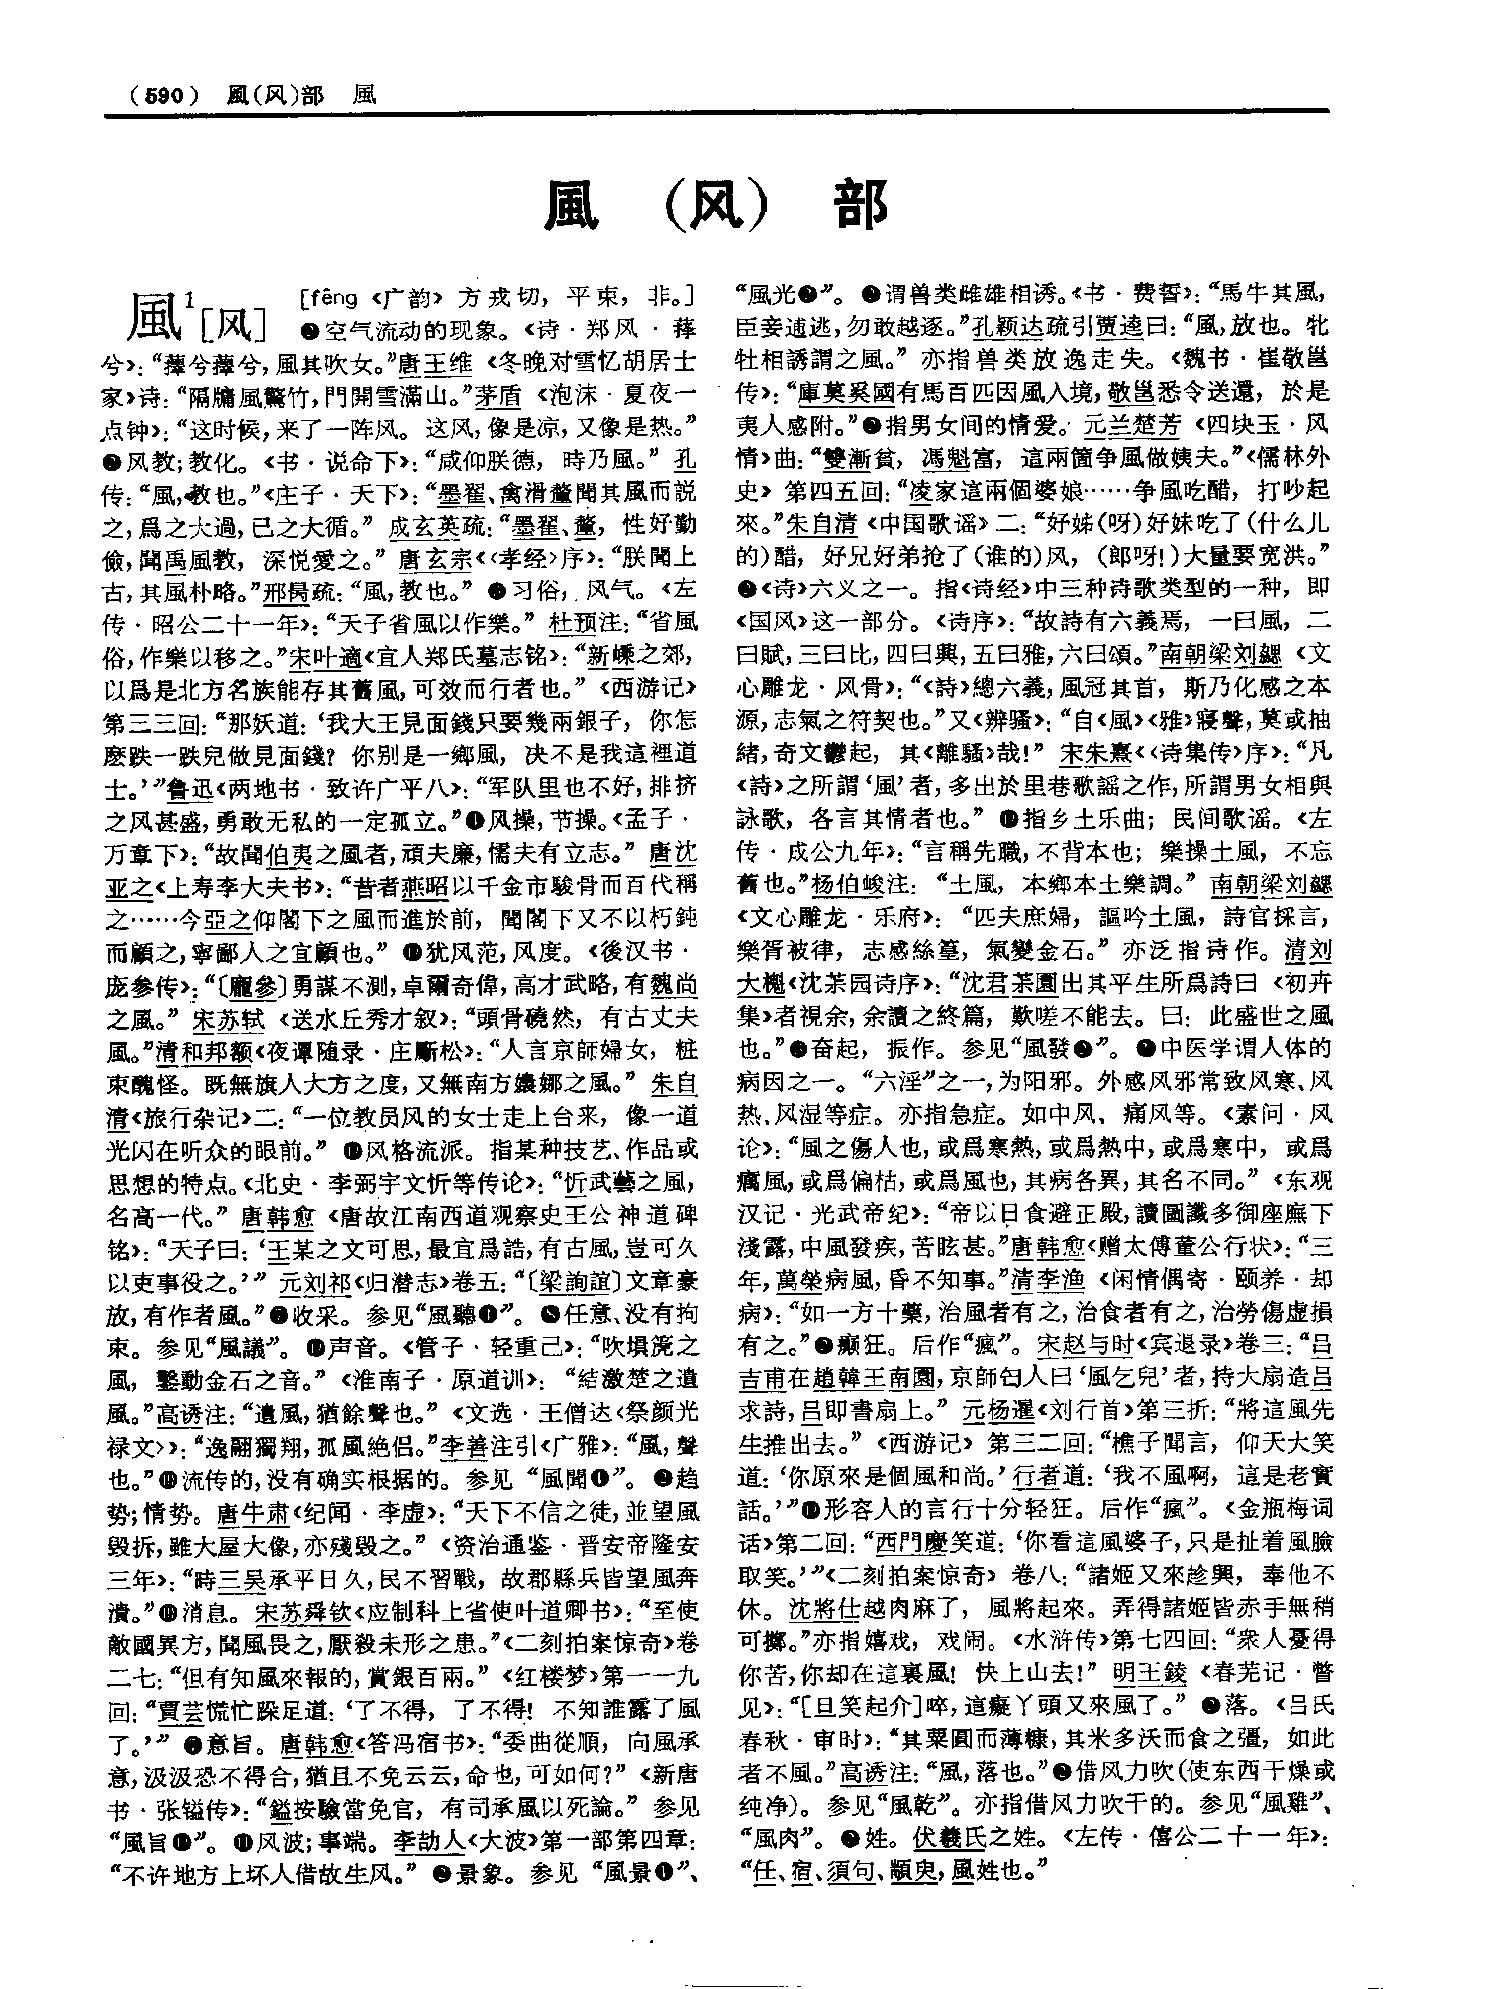 (590) 風(风)部 風
風 (风) 部
風¹[风] [fēng《广韵》方戎切，平東，非。]
❶空气流动的现象。《诗·郑风·萚
兮》：“蘀兮蘀兮，風其吹女。”唐王维《冬晚对雪忆胡居士
家》诗：“隔牖風驚竹，門開雪滿山。”茅盾《泡沫·夏夜一
点钟》：“这时候，来了一阵风。这风，像是凉，又像是热。”
❷风教；教化。《书·说命下》：“咸仰朕德，時乃風。”孔
传：“風，教也。”《庄子·天下》：“墨翟、禽滑釐聞其風而説
之，爲之大過，已之大循。”成玄英疏：“墨翟、釐，性好勤
儉，聞禹風教，深悦愛之。”唐玄宗《〈孝经〉序》：“朕聞上
古，其風朴略。”邢昺疏：“風，教也。”❸习俗，风气。《左
传·昭公二十一年》：“天子省風以作樂。”杜预注：“省風
俗，作樂以移之。”宋叶適《宜人郑氏墓志铭》：“新嵊之郊，
以爲是北方名族能存其舊風，可效而行者也。”《西游记》
第三三回：“那妖道：‘我大王見面錢只要幾兩銀子，你怎
麽跌一跌兒做見面錢？你别是一鄉風，决不是我這裡道
士。’”鲁迅《两地书·致许广平八》：“军队里也不好，排挤
之风甚盛，勇敢无私的一定孤立。”❹风操，节操。《孟子·
万章下》：“故聞伯夷之風者，頑夫廉，懦夫有立志。”唐沈
亚之《上寿李大夫书》：“昔者燕昭以千金市駿骨而百代稱
之……今亞之仰閣下之風而進於前，聞閣下又不以朽鈍
而顧之，寧鄙人之宜顧也。”❺犹风范，风度。《後汉书·
庞参传》：“〔龐參〕勇謀不測，卓爾奇偉，高才武略，有魏尚
之風。”宋苏轼《送水丘秀才叙》：“頭骨磽然，有古丈夫
風。”清和邦额《夜谭随录·庄斸松》：“人言京師婦女，粧
束醜怪。既無旗人大方之度，又無南方嬝娜之風。”朱自
清《旅行杂记》二：“一位教员风的女士走上台来，像一道
光闪在听众的眼前。”❻风格流派。指某种技艺、作品或
思想的特点。《北史·李弼宇文忻等传论》：“忻武藝之風，
名高一代。”唐韩愈《唐故江南西道观察史王公神道碑
铭》：“天子曰：‘王某之文可思，最宜爲誥，有古風，豈可久
以吏事役之。’”元刘祁《归潜志》卷五：“〔梁詢誼〕文章豪
放，有作者風。”❼收采。参见“風聽❶”。❽任意、没有拘
束。参见“風議”。❾声音。《管子·轻重己》：“吹塤箎之
風，鑿動金石之音。”《淮南子·原道训》：“結激楚之遺
風。”高诱注：“遺風，猶餘聲也。”《文选·王僧达〈祭颜光
禄文〉》：“逸翮獨翔，孤風絶侣。”李善注引《广雅》：“風，聲
也。”❿流传的，没有确实根据的。参见“風聞❶”。⓫趋
势；情势。唐牛肃《纪闻·李虚》：“天下不信之徒，並望風
毁拆，雖大屋大像，亦殘毁之。”《资治通鉴·晋安帝隆安
三年》：“時三吴承平日久，民不習戰，故郡縣兵皆望風奔
潰。”⓬消息。宋苏舜钦《应制科上省使叶道卿书》：“至使
敵國異方，聞風畏之，厭殺未形之患。”《二刻拍案惊奇》卷
二七：“但有知風來報的，賞銀百兩。”《红楼梦》第一一九
回：“賈芸慌忙跺足道：‘了不得，了不得！不知誰露了風
了。’”⓭意旨。唐韩愈《答冯宿书》：“委曲從順，向風承
意，汲汲恐不得合，猶且不免云云，命也，可如何？”《新唐
书·张镒传》：“鎰按驗當免官，有司承風以死論。”参见
“風旨❶”。⓮风波；事端。李劼人《大波》第一部第四章：
“不许地方上坏人借故生风。”⓯景象。参见“風景❶”、
“風光❶”。⓰谓兽类雌雄相诱。《书·费誓》：“馬牛其風，
臣妾逋逃，勿敢越逐。”孔颖达疏引贾逵曰：“風，放也。牝
牡相誘謂之風。”亦指兽类放逸走失。《魏书·崔敬邕
传》：“庫莫奚國有馬百匹因風入境，敬邕悉令送還，於是
夷人感附。”⓱指男女间的情爱。元兰楚芳《四块玉·风
情》曲：“雙漸貧，馮魁富，這兩箇争風做姨夫。”《儒林外
史》第四五回：“凌家這兩個婆娘……争風吃醋，打吵起
來。”朱自清《中国歌谣》二：“好姊(呀)好妹吃了(什么儿
的)醋，好兄好弟抢了(谁的)风，(郎呀！)大量要宽洪。”
⓲《诗》六义之一。指《诗经》中三种诗歌类型的一种，即
《国风》这一部分。《诗序》：“故詩有六義焉，一曰風，二
曰賦，三曰比，四曰興，五曰雅，六曰頌。”南朝梁刘勰《文
心雕龙·风骨》：“《詩》總六義，風冠其首，斯乃化感之本
源，志氣之符契也。”又《辨骚》：“自《風》《雅》寢聲，莫或抽
緒，奇文鬱起，其《離騷》哉！”宋朱熹《〈诗集传〉序》：“凡
《詩》之所謂‘風’者，多出於里巷歌謡之作，所謂男女相與
詠歌，各言其情者也。”⓳指乡土乐曲；民间歌谣。《左
传·成公九年》：“言稱先職，不背本也；樂操土風，不忘
舊也。”杨伯峻注：“土風，本鄉本土樂調。”南朝梁刘勰
《文心雕龙·乐府》：“匹夫庶婦，謳吟土風，詩官採言，
樂胥被律，志感絲篁，氣變金石。”亦泛指诗作。清刘
大櫆《沈茶园诗序》：“沈君茶園出其平生所爲詩曰《初卉
集》者視余，余讀之終篇，歎嗟不能去。曰：此盛世之風
也。”⓴奋起，振作。参见“風發❷”。㉑中医学谓人体的
病因之一。“六淫”之一，为阳邪。外感风邪常致风寒、风
热、风湿等症。亦指急症。如中风、痛风等。《素问·风
论》：“風之傷人也，或爲寒熱，或爲熱中，或爲寒中，或爲
癘風，或爲偏枯，或爲風也，其病各異，其名不同。”《东观
汉记·光武帝纪》：“帝以日食避正殿，讀圖讖多御座廡下
淺露，中風發疾，苦眩甚。”唐韩愈《赠太傅董公行状》：“三
年，萬榮病風，昏不知事。”清李渔《闲情偶寄·颐养·却
病》：“如一方十藥，治風者有之，治食者有之，治勞傷虚損
有之。”㉒癫狂。后作“瘋”。宋赵与时《宾退录》卷三：“吕
吉甫在趙韓王南園，京師匄人曰‘風乞兒’者，持大扇造吕
求詩，吕即書扇上。”元杨暹《刘行首》第三折：“將這風先
生推出去。”《西游记》第三二回：“樵子聞言，仰天大笑
道：‘你原來是個風和尚。’行者道：‘我不風啊，這是老實
話。’”㉓形容人的言行十分轻狂。后作“瘋”。《金瓶梅词
话》第二回：“西門慶笑道：‘你看這風婆子，只是扯着風臉
取笑。’”《二刻拍案惊奇》卷八：“諸姬又來趁興，奉他不
休。沈將仕越肉麻了，風將起來。弄得諸姬皆赤手無稍
可擲。”亦指嬉戏，戏闹。《水浒传》第七四回：“衆人憂得
你苦，你却在這裏風！快上山去！”明王錂《春芜记·瞥
见》：“[旦笑起介]啐，這癡丫頭又來風了。”㉔落。《吕氏
春秋·审时》：“其粟圓而薄糠，其米多沃而食之彊，如此
者不風。”高诱注：“風，落也。”㉕借风力吹(使东西干燥或
纯净)。参见“風乾”。亦指借风力吹干的。参见“風雞”、
“風肉”。㉖姓。伏羲氏之姓。《左传·僖公二十一年》：
“任、宿、須句、顓臾，風姓也。”